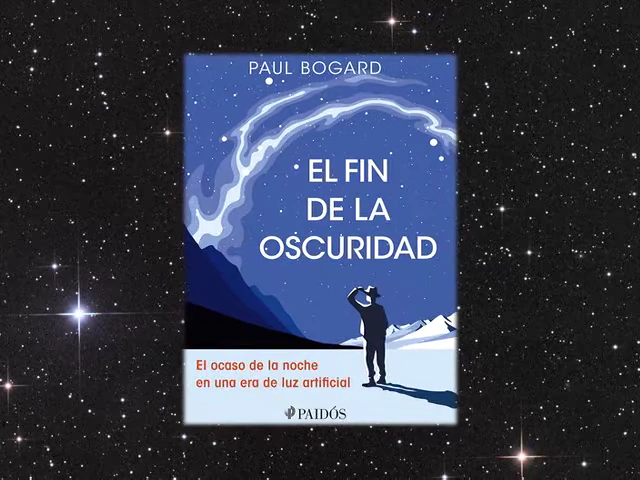 PAUL BOGARD
EL FIN
DE LA
OSCURIDAD
El ocaso de la noche
en una era de luz artificial
PAIDÓS